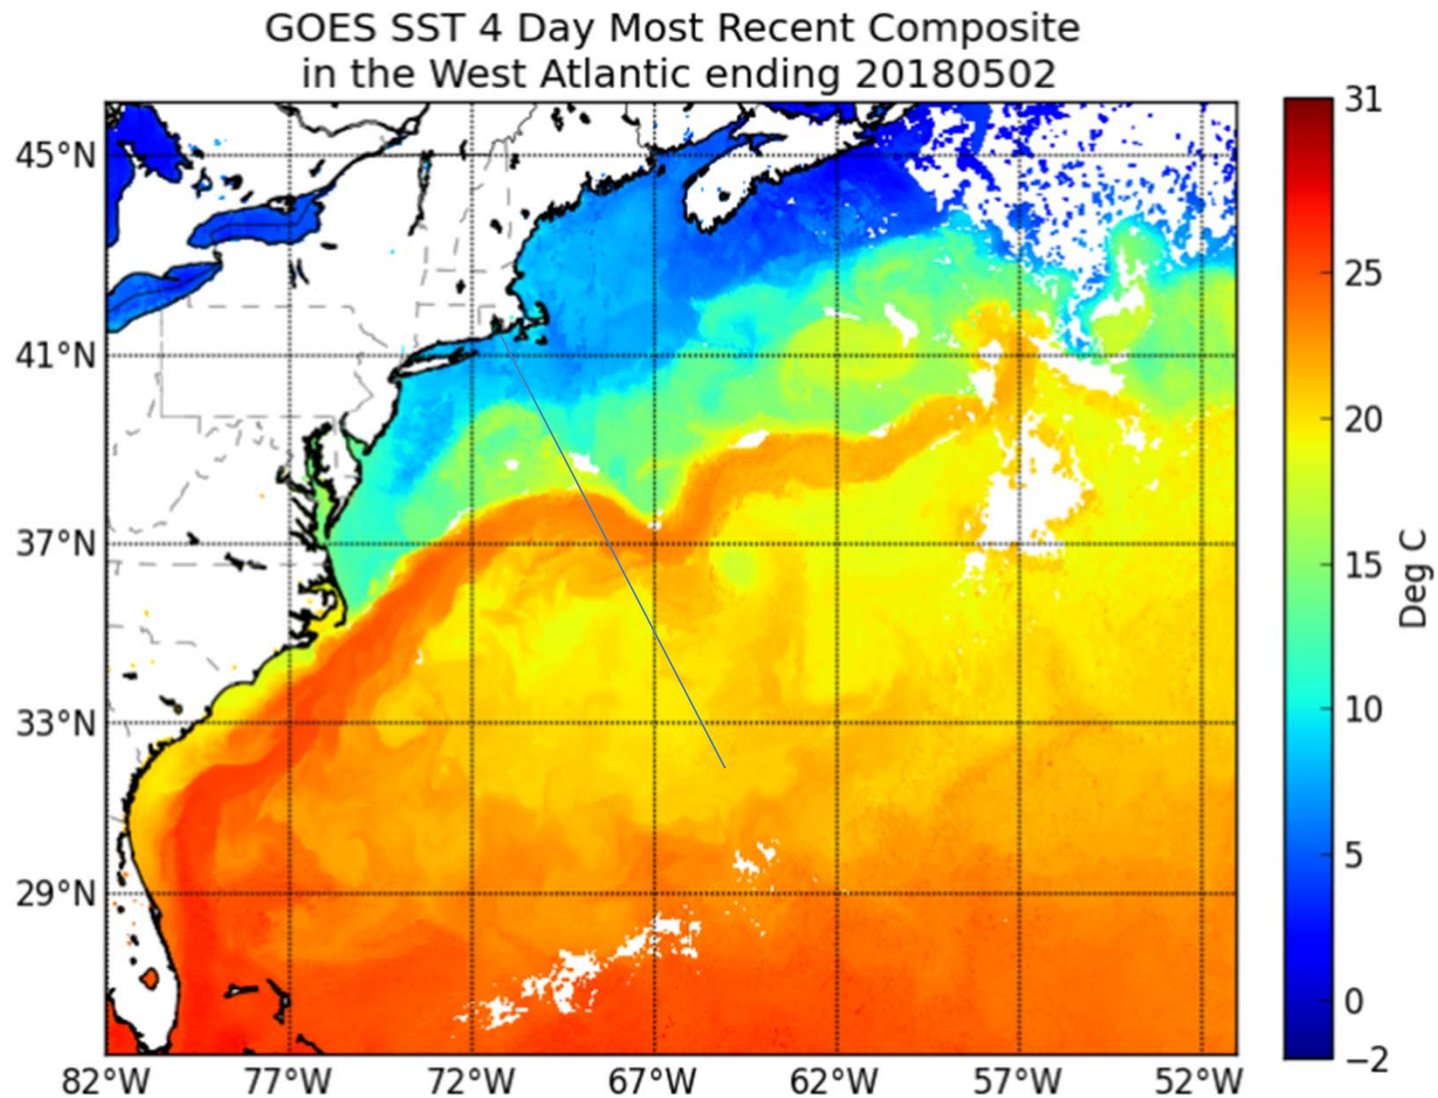 GOES SST 4 Day Most Recent Composite
in the West Atlantic ending 20180502
45°N
41°N
37°N
33°N
29°N
82°W 77°W 72°W 67°W 62°W 57°W 52°W
31
25
20
15
10
5
0
−2
Deg C